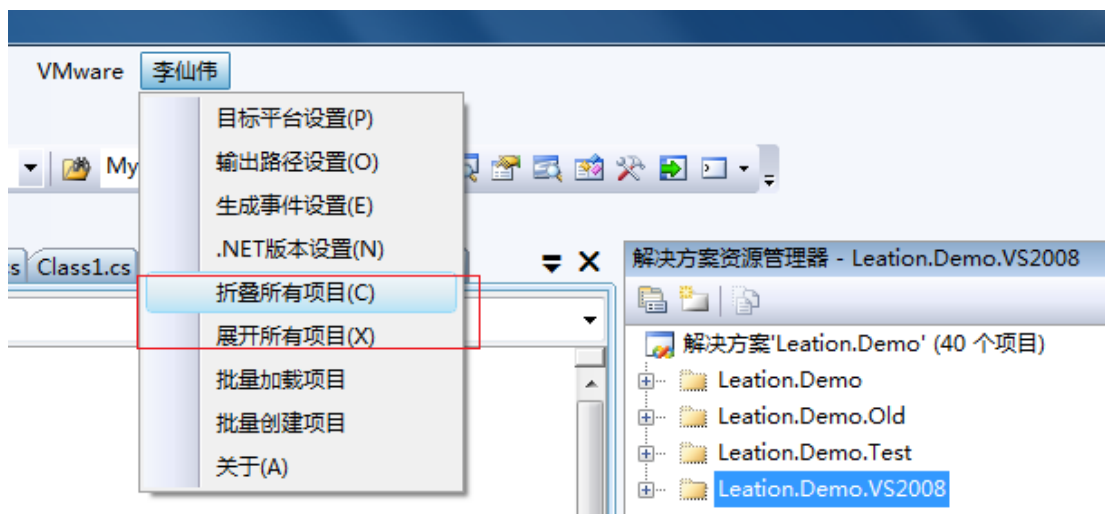 VMware 李仙伟
目标平台设置(P)
输出路径设置(O)
My
生成事件设置(E)
.NET版本设置(N)
s Class1.cs
折叠所有项目(C)
展开所有项目(X)
批量加载项目
批量创建项目
关于(A)
解决方案资源管理器 - Leation.Demo.VS2008
解决方案'Leation.Demo' (40 个项目)
Leation.Demo
Leation.Demo.Old
Leation.Demo.Test
Leation.Demo.VS2008